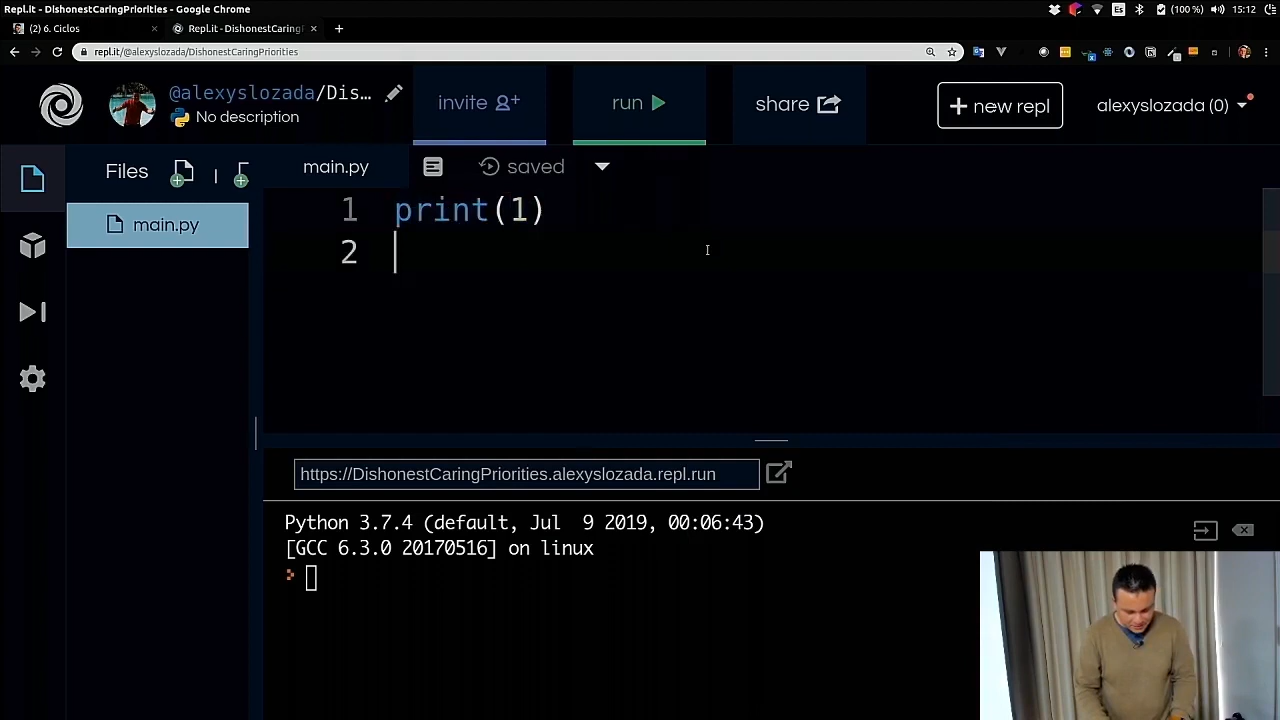 Repl.it - DishonestCaringPriorities - Google Chrome
Es
(100 %)
15:12
(2) 6. Ciclos
Repl.it - DishonestCaringPriori
repl.it/@alexyslozada/DishonestCaringPriorities
@alexyslozada/Dis...
No description
invite
run
share
+ new repl
alexyslozada (0)
Files
main.py
saved
main.py
1 print(1)
2
https://DishonestCaringPriorities.alexyslozada.repl.run
Python 3.7.4 (default, Jul  9 2019, 00:06:43)
[GCC 6.3.0 20170516] on linux